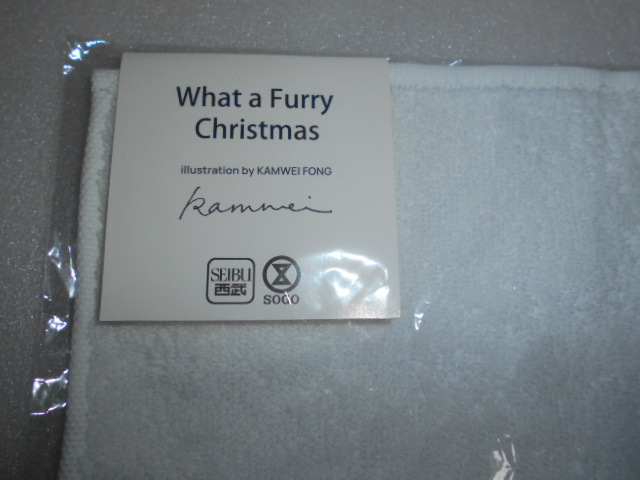 What a Furry
Christmas
illustration by KAMWEI FONG
kamwei
SEIBU
西武
SOGO